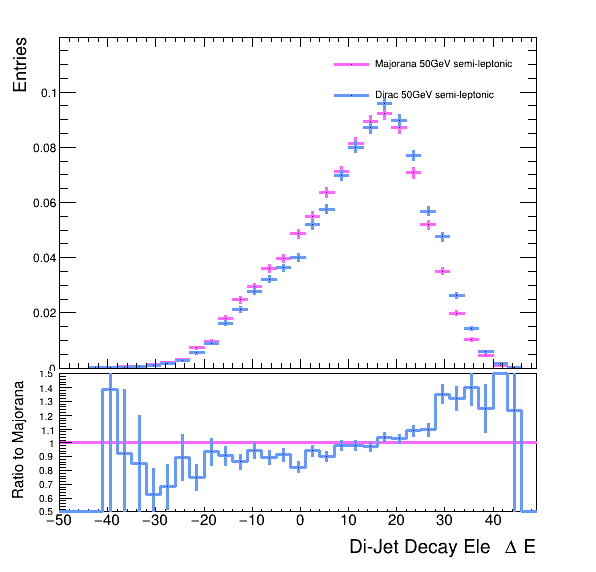 Entries
Majorana 50GeV semi-leptonic
Dirac 50GeV semi-leptonic
0.1
0.08
0.06
0.04
0.02
0
Ratio to Majorana
1.5
1.4
1.3
1.2
1.1
1
0.9
0.8
0.7
0.6
0.5
−50 −40 −30 −20 −10 0 10 20 30 40
Di-Jet Decay Ele Δ E